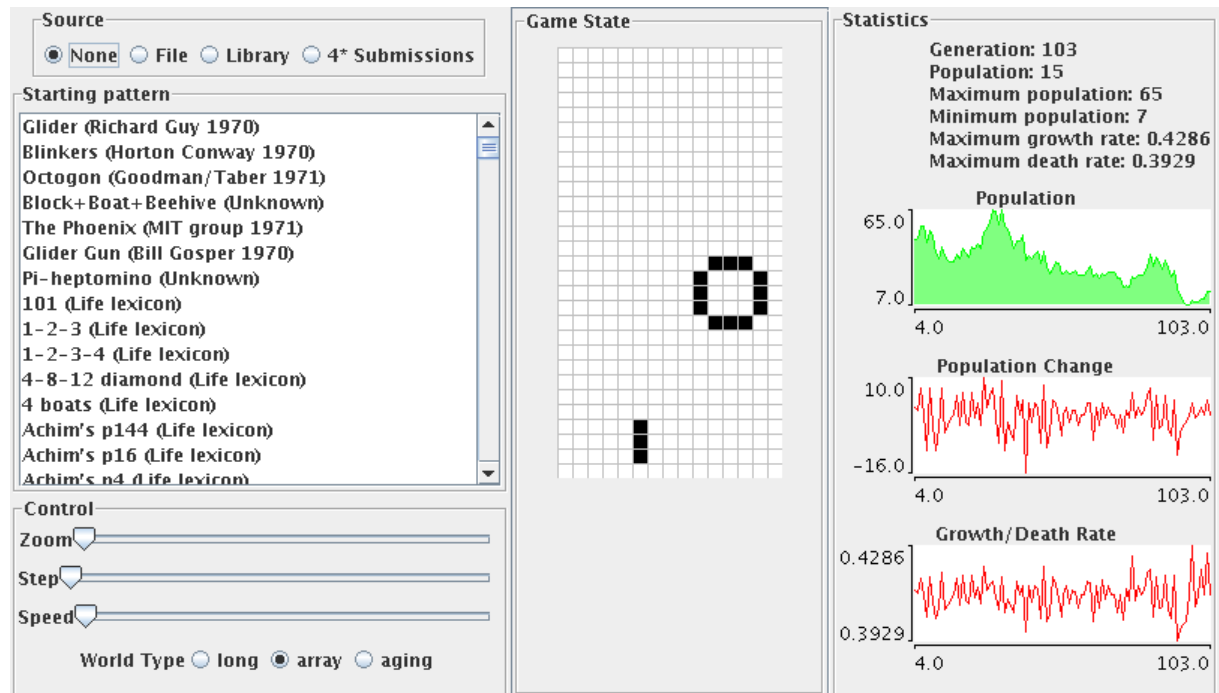 Source
None File Library 4* Submissions
Starting pattern
Glider (Richard Guy 1970)
Blinkers (Horton Conway 1970)
Octogon (Goodman/Taber 1971)
Block+Boat+Beehive (Unknown)
The Phoenix (MIT group 1971)
Glider Gun (Bill Gosper 1970)
Pi-heptomino (Unknown)
101 (Life lexicon)
1-2-3 (Life lexicon)
1-2-3-4 (Life lexicon)
4-8-12 diamond (Life lexicon)
4 boats (Life lexicon)
Achim's p144 (Life lexicon)
Achim's p16 (Life lexicon)
Achim's p4 (Life lexicon)
Control
Zoom
Step
Speed
World Type long array aging
Game State
Statistics
Generation: 103
Population: 15
Maximum population: 65
Minimum population: 7
Maximum growth rate: 0.4286
Maximum death rate: 0.3929
Population
65.0
7.0
4.0 103.0
Population Change
10.0
-16.0
4.0 103.0
Growth/Death Rate
0.4286
0.3929
4.0 103.0